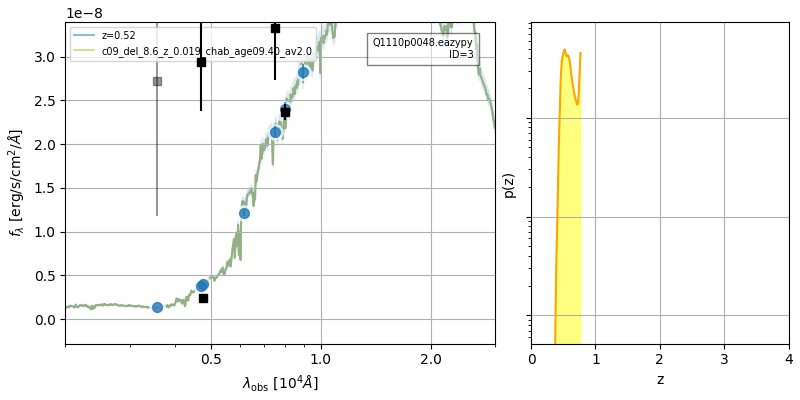 1e−8
z=0.52
c09_del_8.6_z_0.019_chab_age09.40_av2.0
Q1110p0048.eazypy
ID=3
3.0
2.5
2.0
1.5
1.0
0.5
0.0
f_λ [erg/s/cm²/Å]
0.5 1.0 2.0
λ_obs [10⁴Å]
p(z)
0 1 2 3 4
z